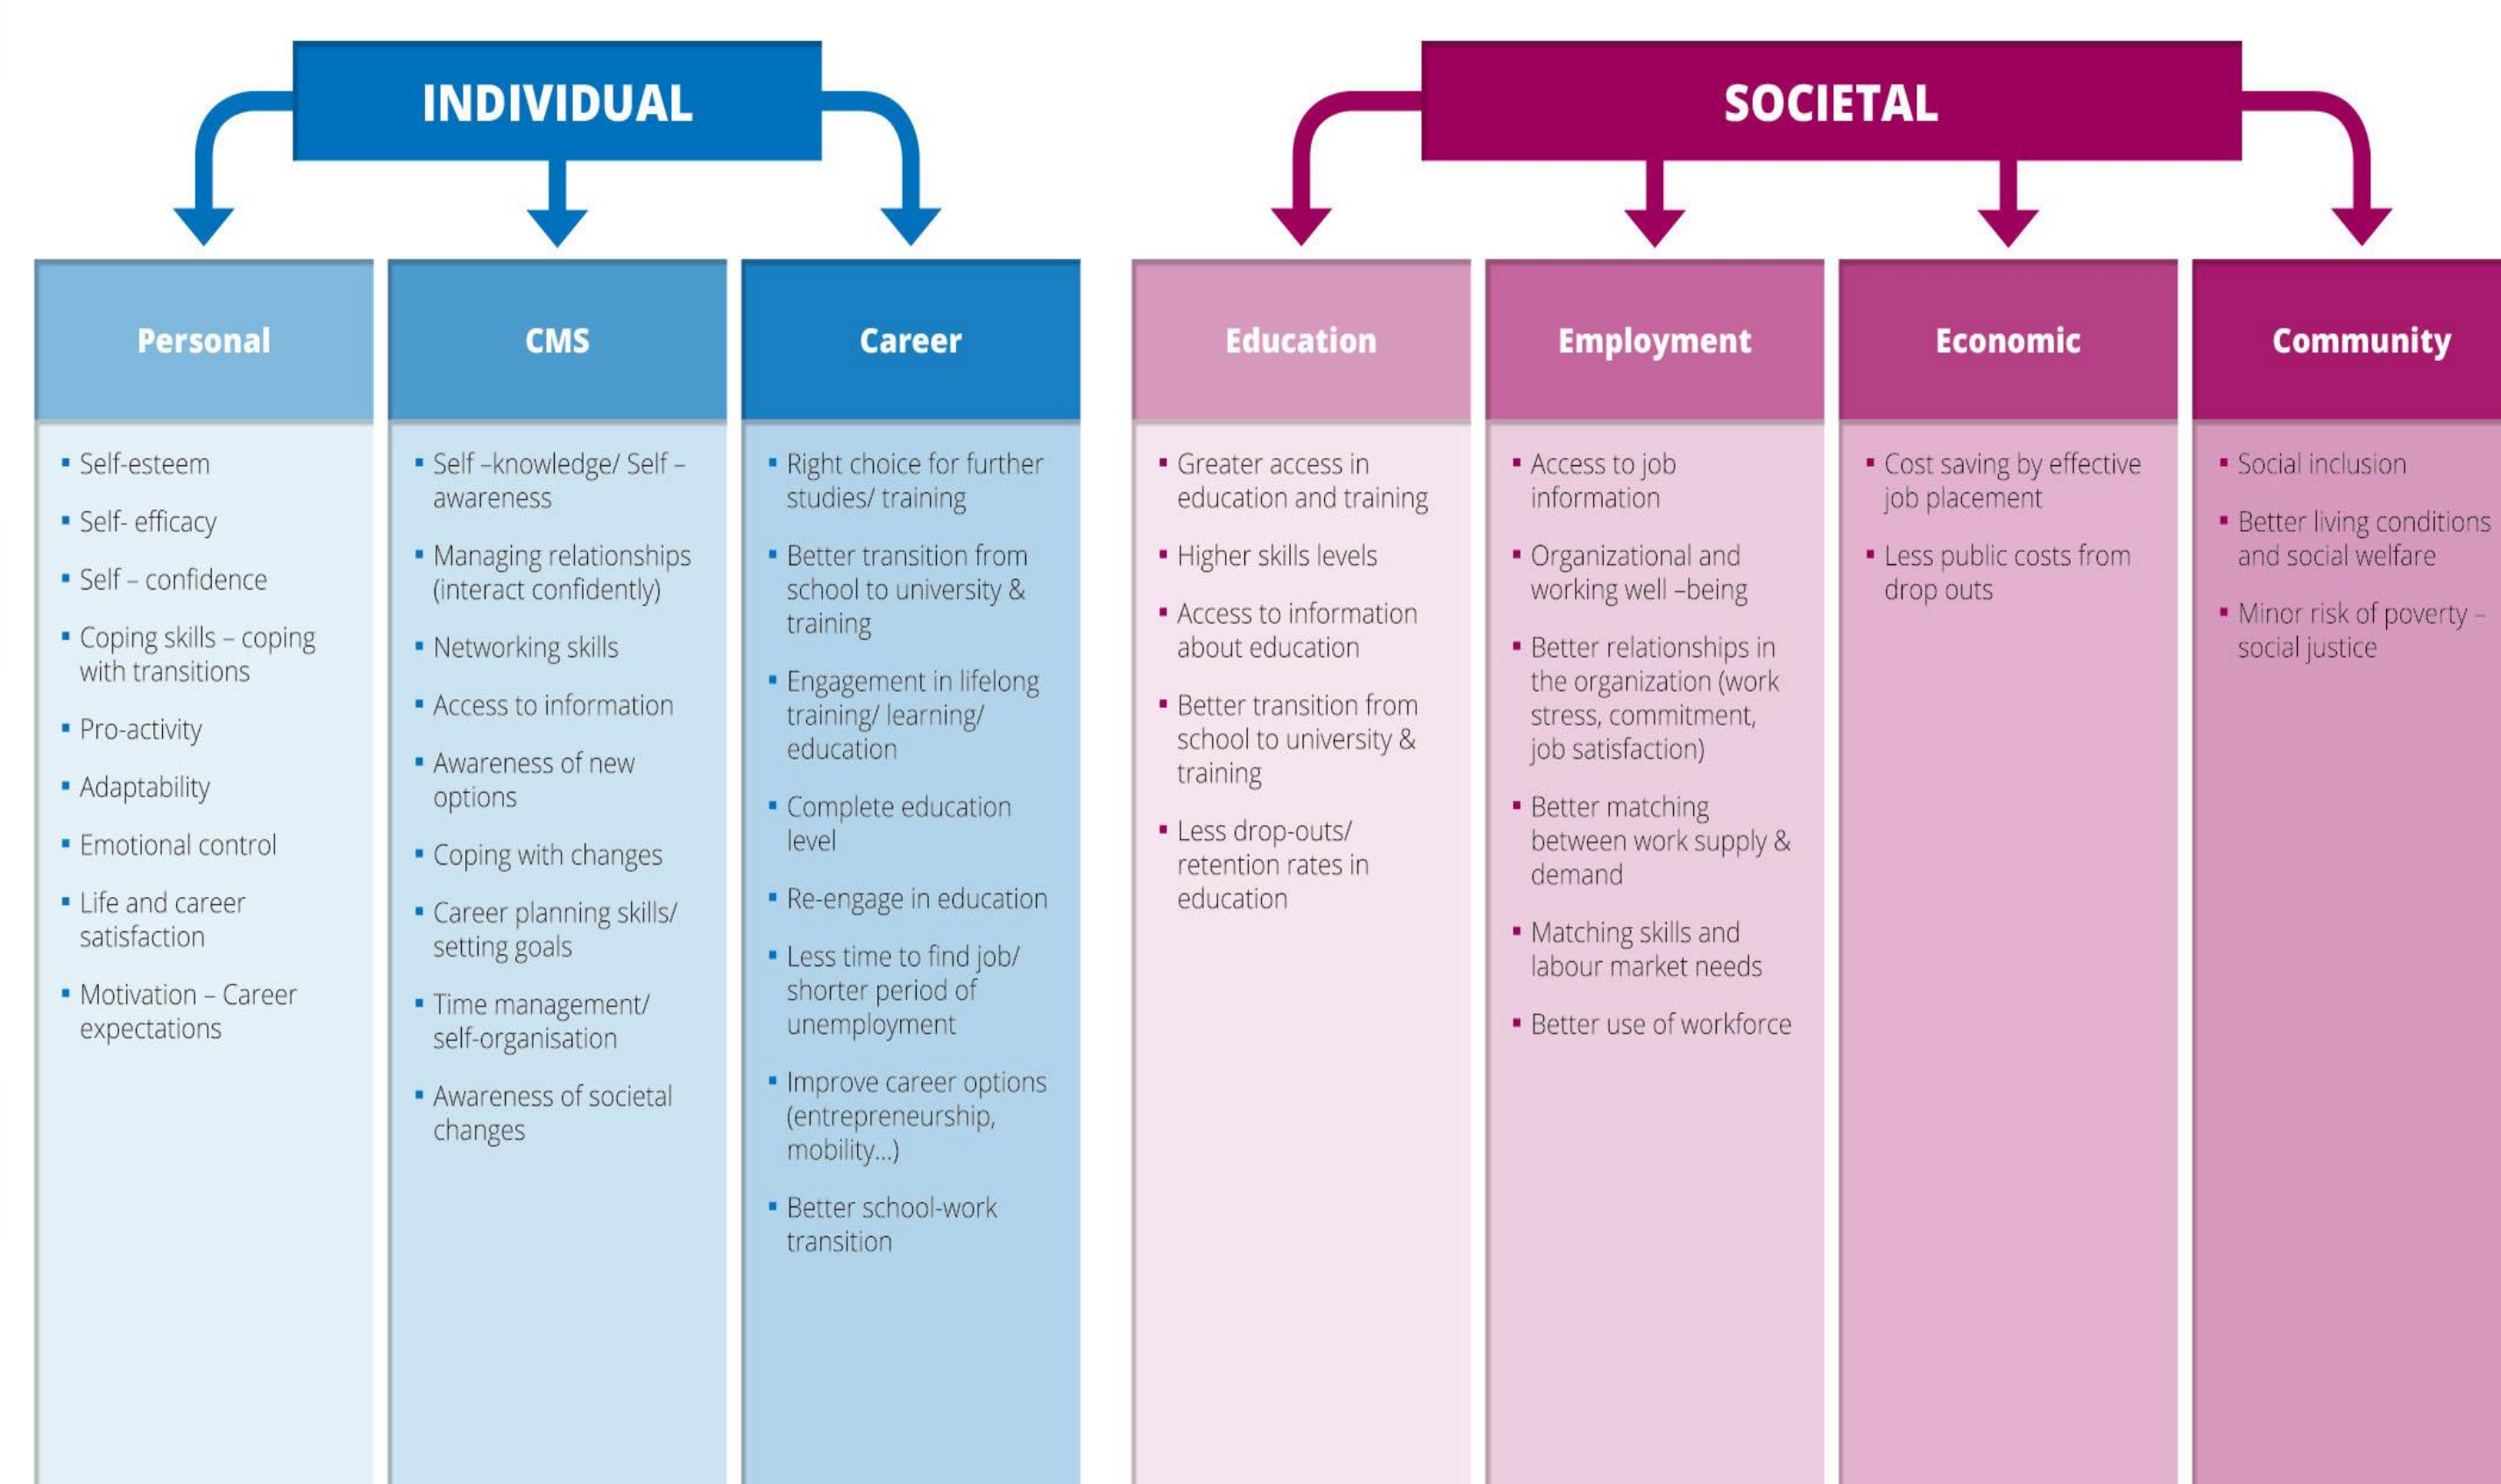 INDIVIDUAL
Personal
Self-esteem
Self- efficacy
Self – confidence
Coping skills – coping
with transitions
Pro-activity
Adaptability
Emotional control
Life and career
satisfaction
Motivation – Career
expectations
CMS
Self –knowledge/ Self –
awareness
Managing relationships
(interact confidently)
Networking skills
Access to information
Awareness of new
options
Coping with changes
Career planning skills/
setting goals
Time management/
self-organisation
Awareness of societal
changes
Career
Right choice for further
studies/ training
Better transition from
school to university &
training
Engagement in lifelong
training/ learning/
education
Complete education
level
Re-engage in education
Less time to find job/
shorter period of
unemployment
Improve career options
(entrepreneurship,
mobility...)
Better school-work
transition
SOCIETAL
Education
Greater access in
education and training
Higher skills levels
Access to information
about education
Better transition from
school to university &
training
Less drop-outs/
retention rates in
education
Employment
Access to job
information
Organizational and
working well –being
Better relationships in
the organization (work
stress, commitment,
job satisfaction)
Better matching
between work supply &
demand
Matching skills and
labour market needs
Better use of workforce
Economic
Cost saving by effective
job placement
Less public costs from
drop outs
Community
Social inclusion
Better living conditions
and social welfare
Minor risk of poverty –
social justice